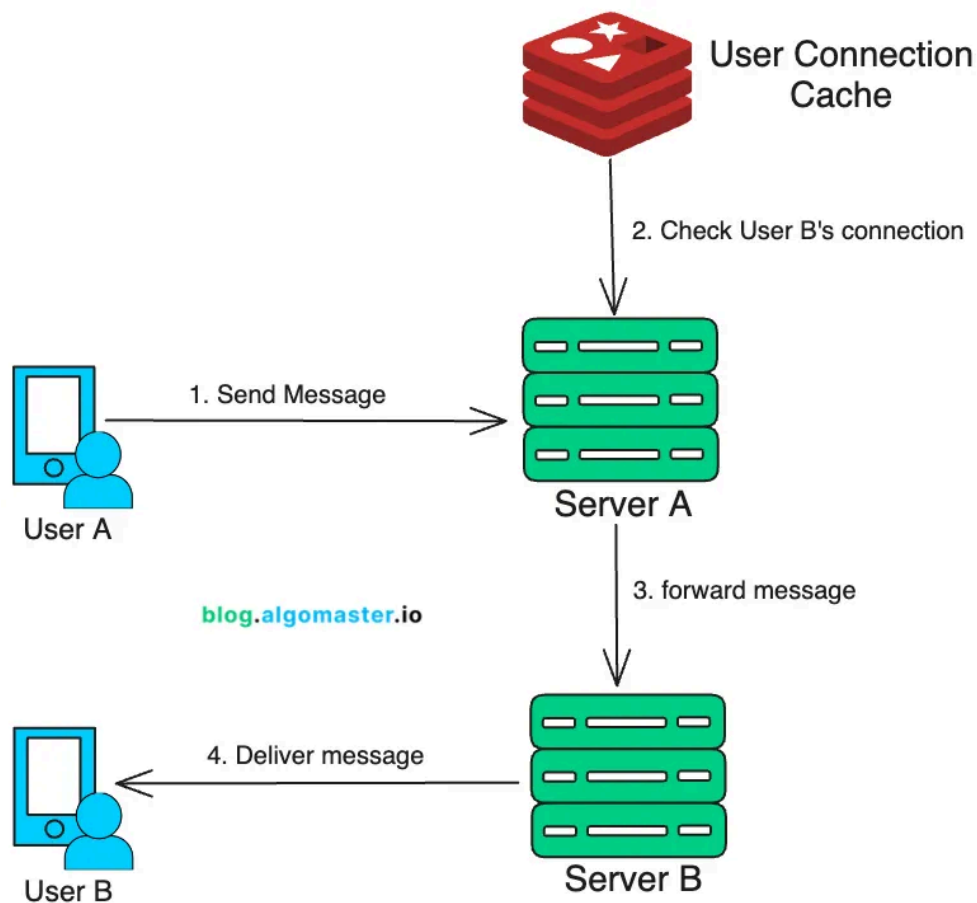 User Connection
Cache
2. Check User B's connection
1. Send Message
Server A
User A
3. forward message
blog.algomaster.io
4. Deliver message
Server B
User B